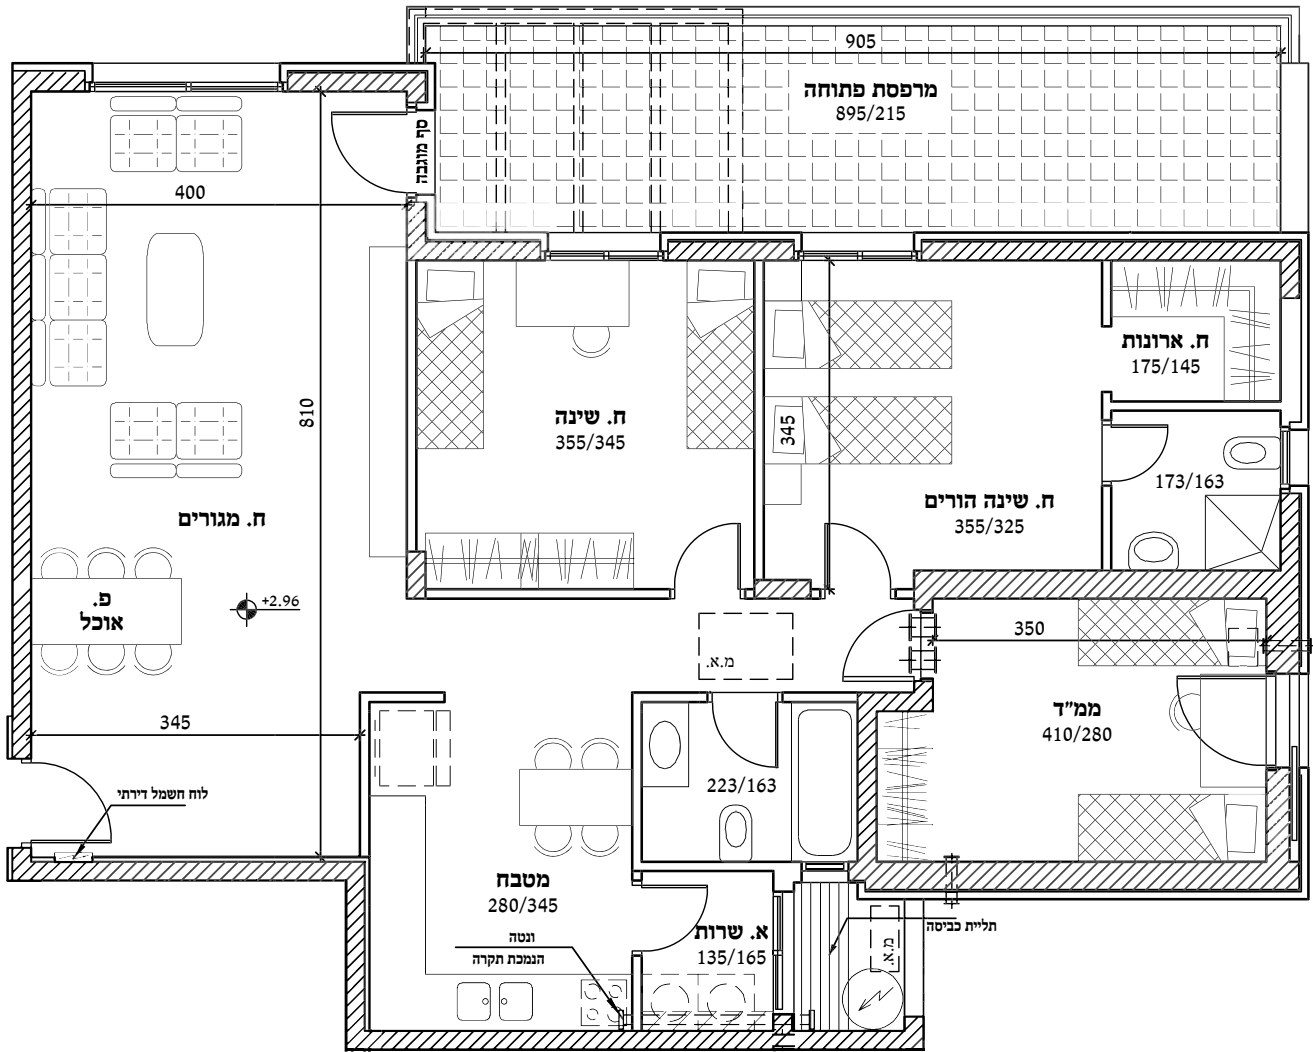 905
מרפסת פתוחה
895/215
סף מוגבה
400
810
ח. שינה
355/345
345
ח. ארונות
175/145
173/163
ח. שינה הורים
355/325
ח. מגורים
פ.
אוכל
+2.96
350
מ.א.
ממ״ד
410/280
345
223/163
לוח חשמל דירתי
מטבח
280/345
ונטה
הנמכת תקרה
א. שרות
135/165
תליית כביסה
מ.א.